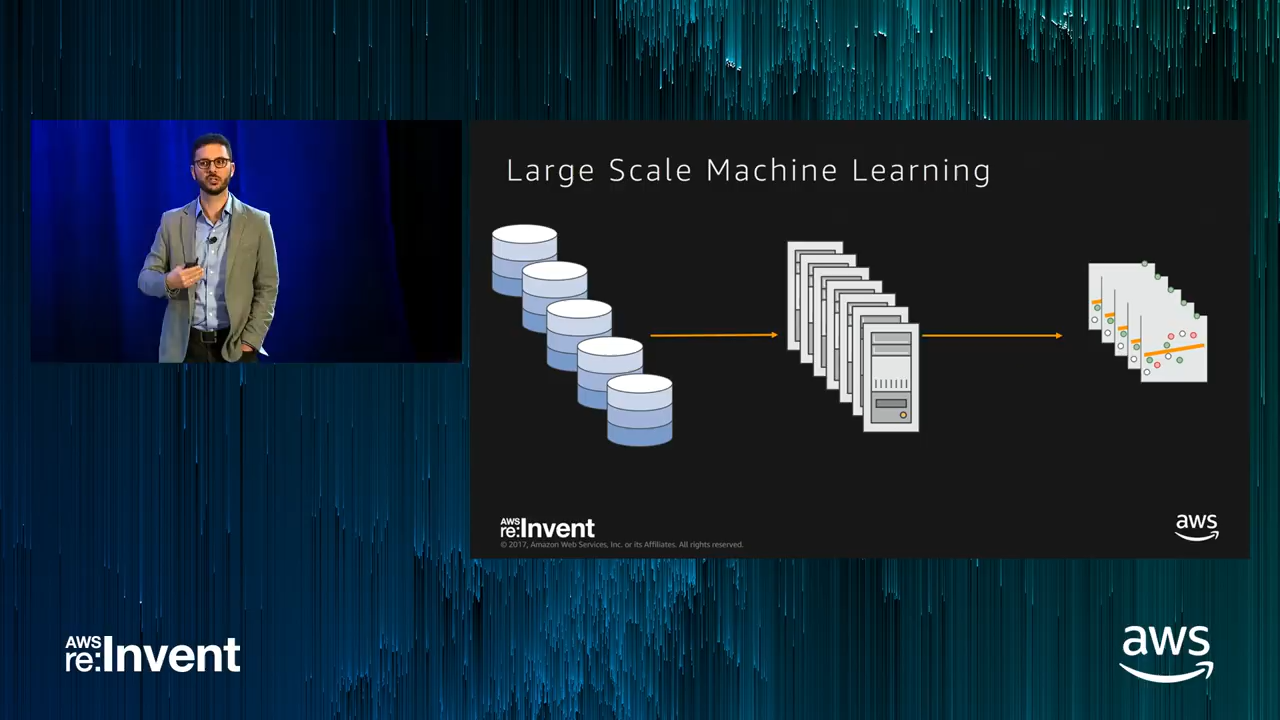 Large Scale Machine Learning
AWS
re:Invent
© 2017, Amazon Web Services, Inc. or its Affiliates. All rights reserved.
aws
AWS
re:Invent
aws